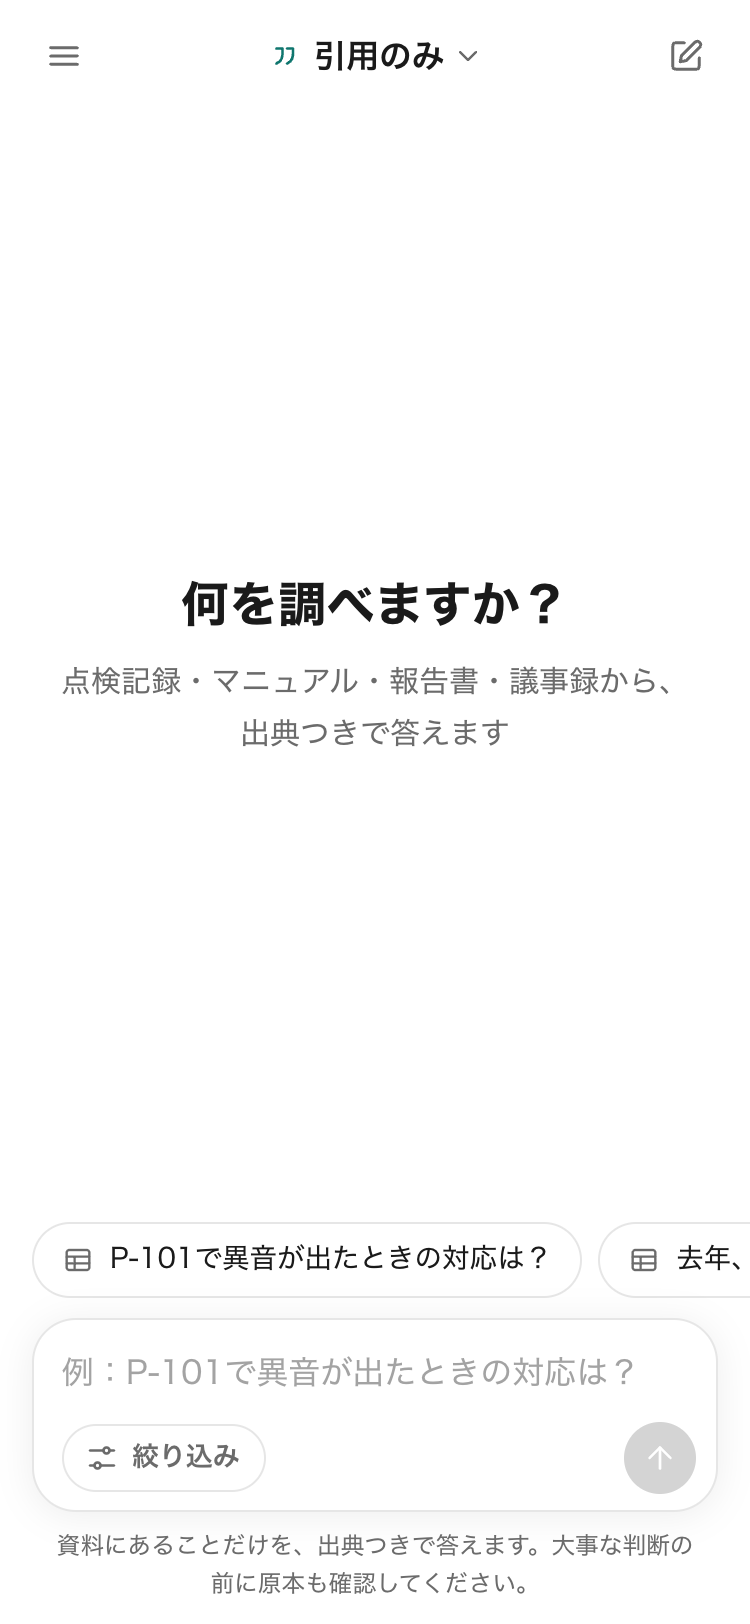 引用のみ
何を調べますか？
点検記録・マニュアル・報告書・議事録から、
出典つきで答えます
P-101で異音が出たときの対応は？
去年、
例：P-101で異音が出たときの対応は？
絞り込み
資料にあることだけを、出典つきで答えます。大事な判断の
前に原本も確認してください。